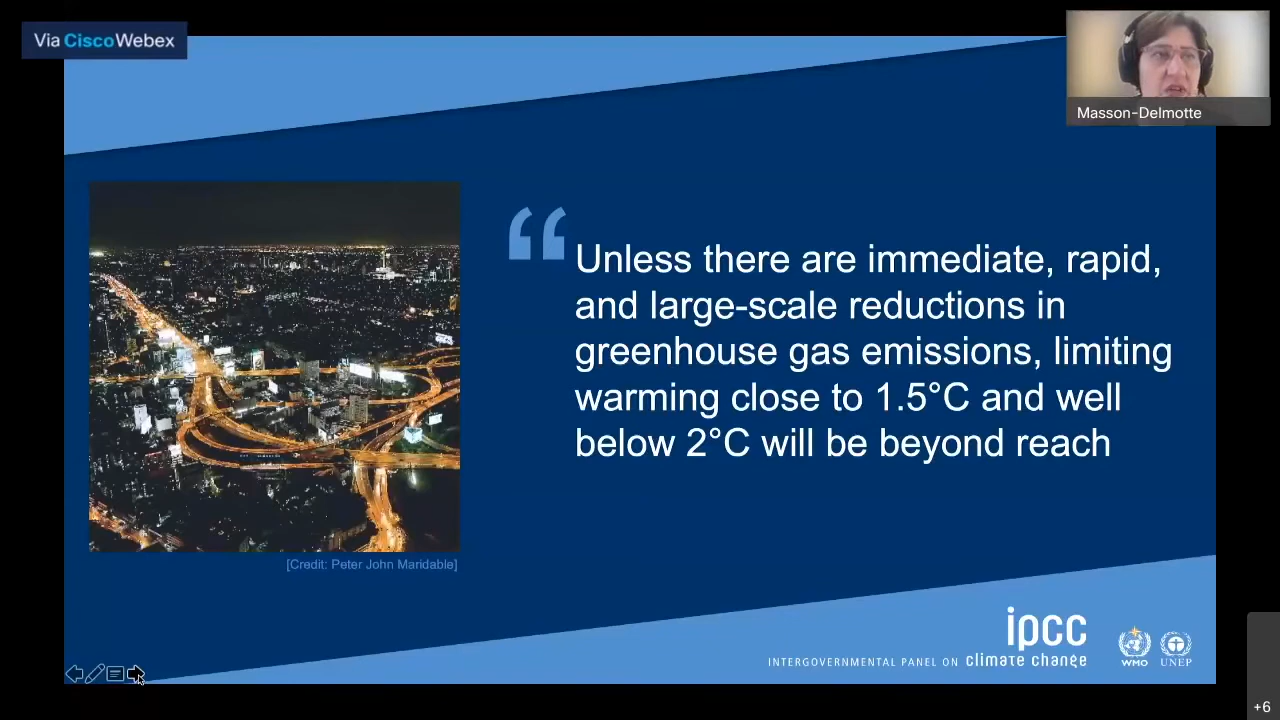 Via Cisco Webex
Masson-Delmotte
“
Unless there are immediate, rapid,
and large-scale reductions in
greenhouse gas emissions, limiting
warming close to 1.5°C and well
below 2°C will be beyond reach
[Credit: Peter John Maridable]
ipcc
INTERGOVERNMENTAL PANEL ON climate change
WMO
UNEP
+6